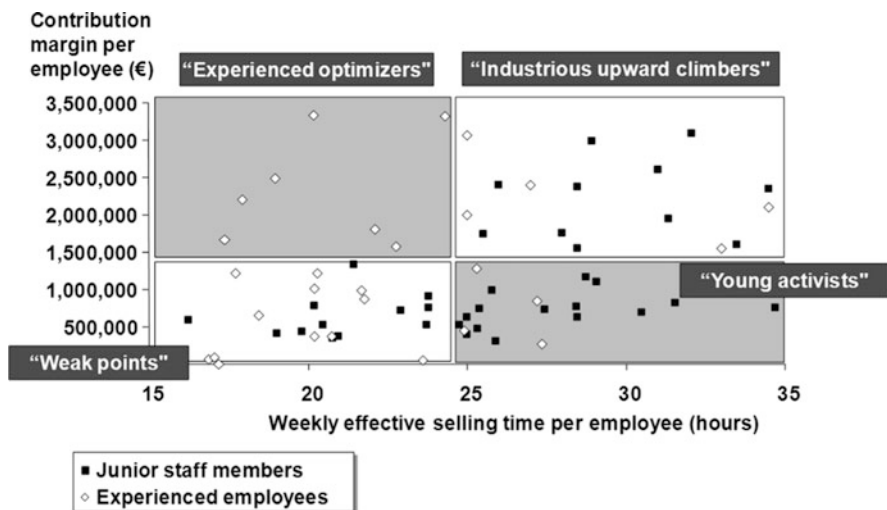 Contribution
margin per
employee (€)
“Experienced optimizers"
“Industrious upward climbers"
3,500,000
3,000,000
2,500,000
2,000,000
1,500,000
1,000,000
500,000
“Young activists"
“Weak points"
15 20 25 30 35
Weekly effective selling time per employee (hours)
Junior staff members
Experienced employees